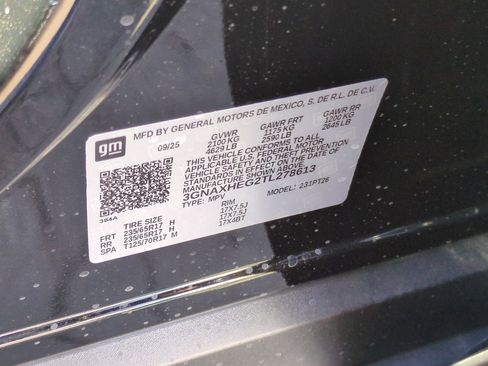 gm
MFD BY GENERAL MOTORS DE MEXICO, S. DE R.L. DE C.V.
09/25 GVWR GAWR FRT GAWR RR
2100 KG 1175 KG 1200 KG
4629 LB 2590 LB 2645 LB
THIS VEHICLE CONFORMS TO ALL
APPLICABLE U.S. FEDERAL MOTOR
VEHICLE SAFETY AND THEFT PREVENTION
STANDARDS IN EFFECT ON THE DATE OF
MANUFACTURE SHOWN ABOVE.
3GNAXHEG2TL278613
TYPE: MPV MODEL: 231PT26
384A
TIRE SIZE RIM
FRT 235/65R17 H 17X7.5J
RR 235/65R17 H 17X7.5J
SPA T125/70R17 M 17X4BT